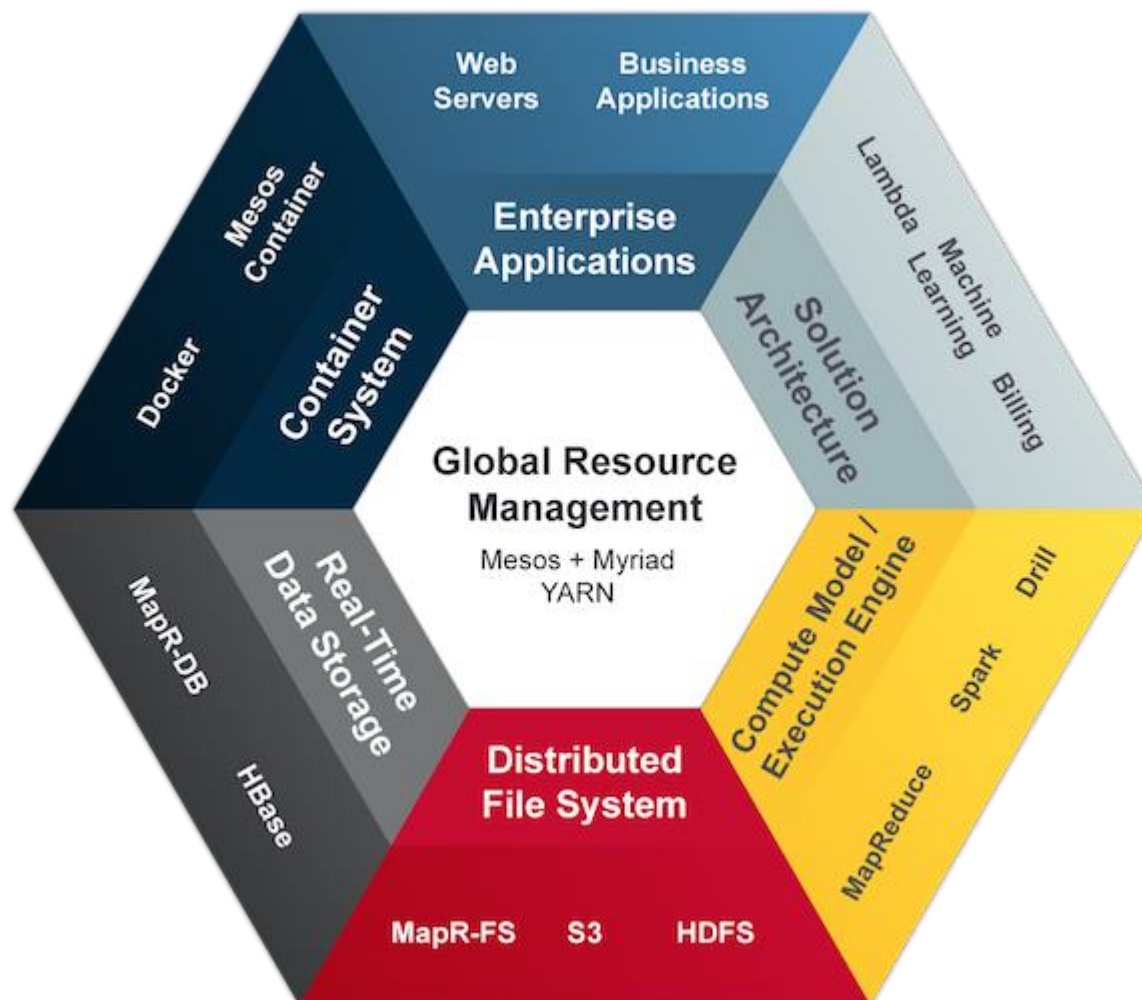 Web
Servers
Business
Applications
Enterprise
Applications
Lambda
Machine
Learning
Billing
Solution
Architecture
Drill
Spark
MapReduce
Compute Model /
Execution Engine
Distributed
File System
MapR-FS
S3
HDFS
Real-Time
Data Storage
MapR-DB
HBase
Mesos
Container
Docker
Container
System
Global Resource
Management
Mesos + Myriad
YARN